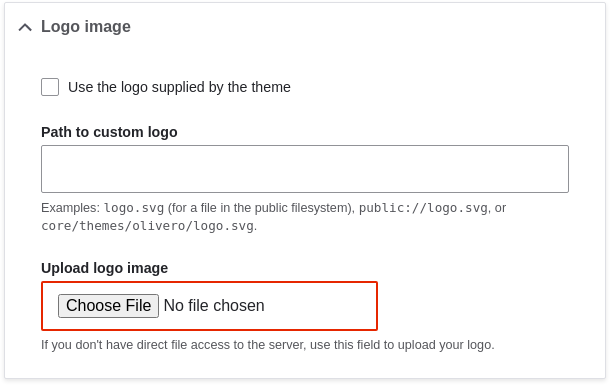 Logo image
Use the logo supplied by the theme
Path to custom logo
Examples: logo.svg (for a file in the public filesystem), public://logo.svg, or
core/themes/olivero/logo.svg.
Upload logo image
Choose File No file chosen
If you don't have direct file access to the server, use this field to upload your logo.